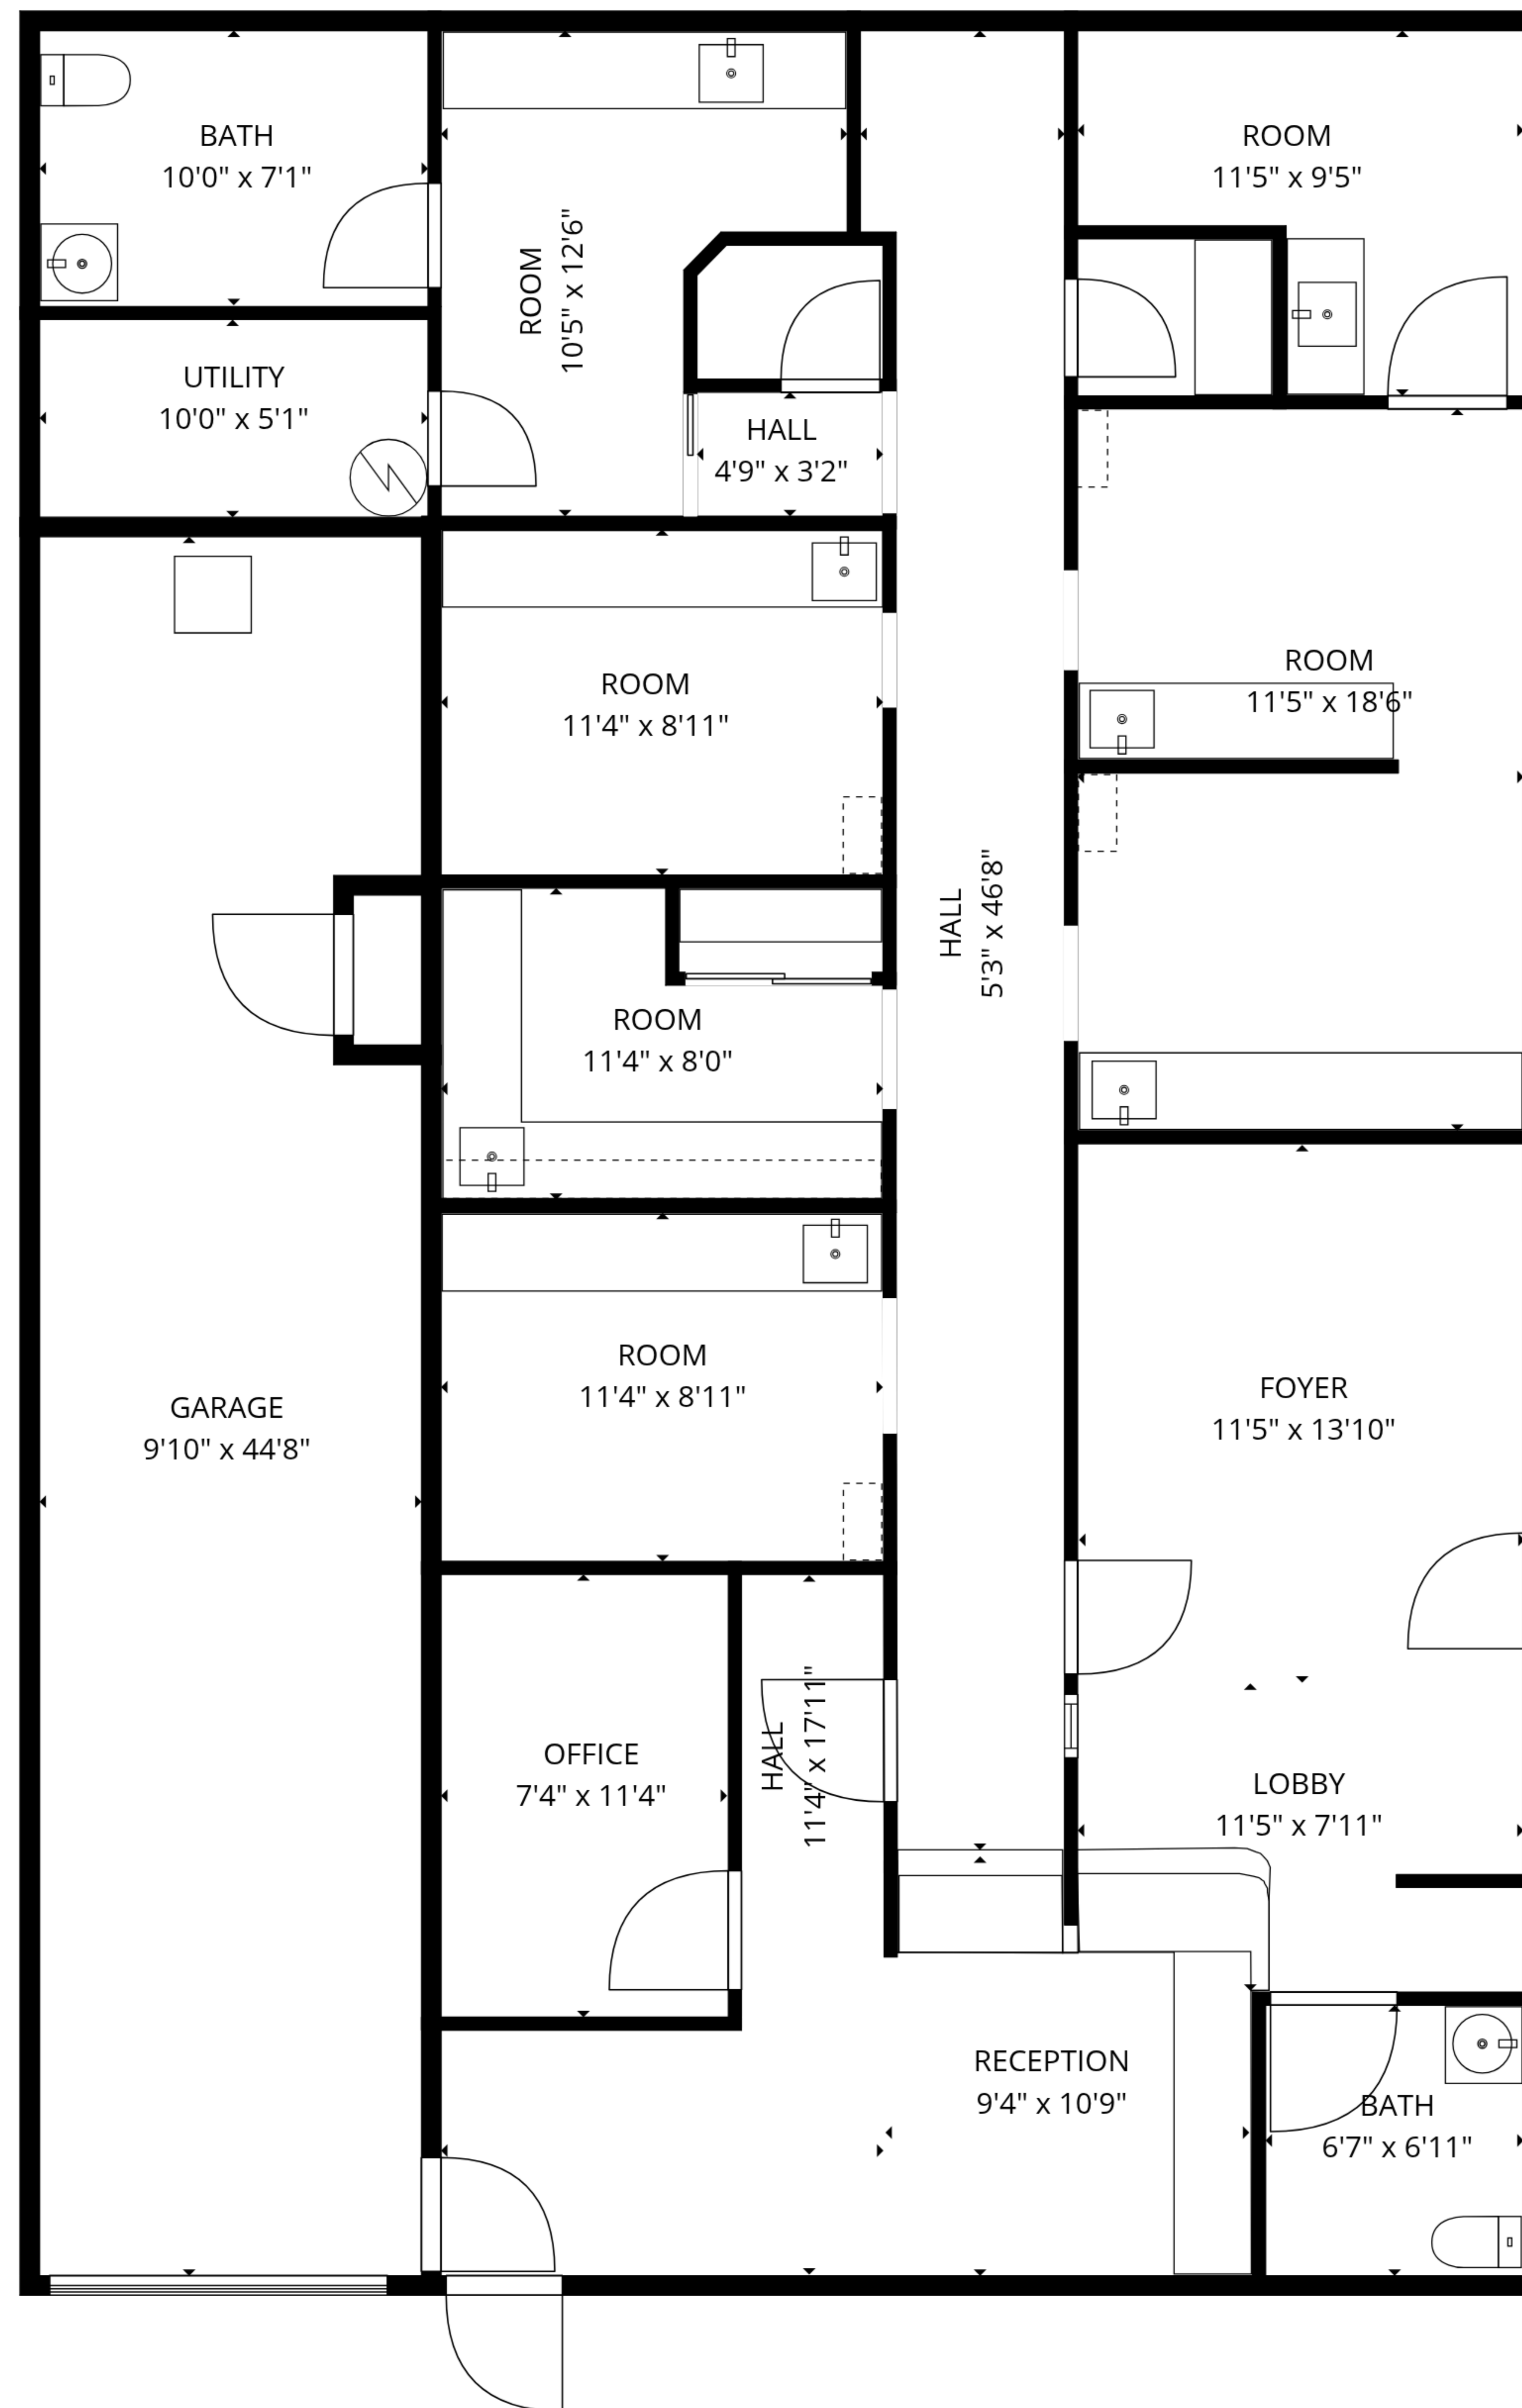 BATH
10'0" x 7'1"
ROOM
10'5" x 12'6"
ROOM
11'5" x 9'5"
UTILITY
10'0" x 5'1"
HALL
4'9" x 3'2"
ROOM
11'4" x 8'11"
ROOM
11'5" x 18'6"
HALL
5'3" x 46'8"
ROOM
11'4" x 8'0"
ROOM
11'4" x 8'11"
GARAGE
9'10" x 44'8"
FOYER
11'5" x 13'10"
OFFICE
7'4" x 11'4"
HALL
11'4" x 17'11"
LOBBY
11'5" x 7'11"
RECEPTION
9'4" x 10'9"
BATH
6'7" x 6'11"